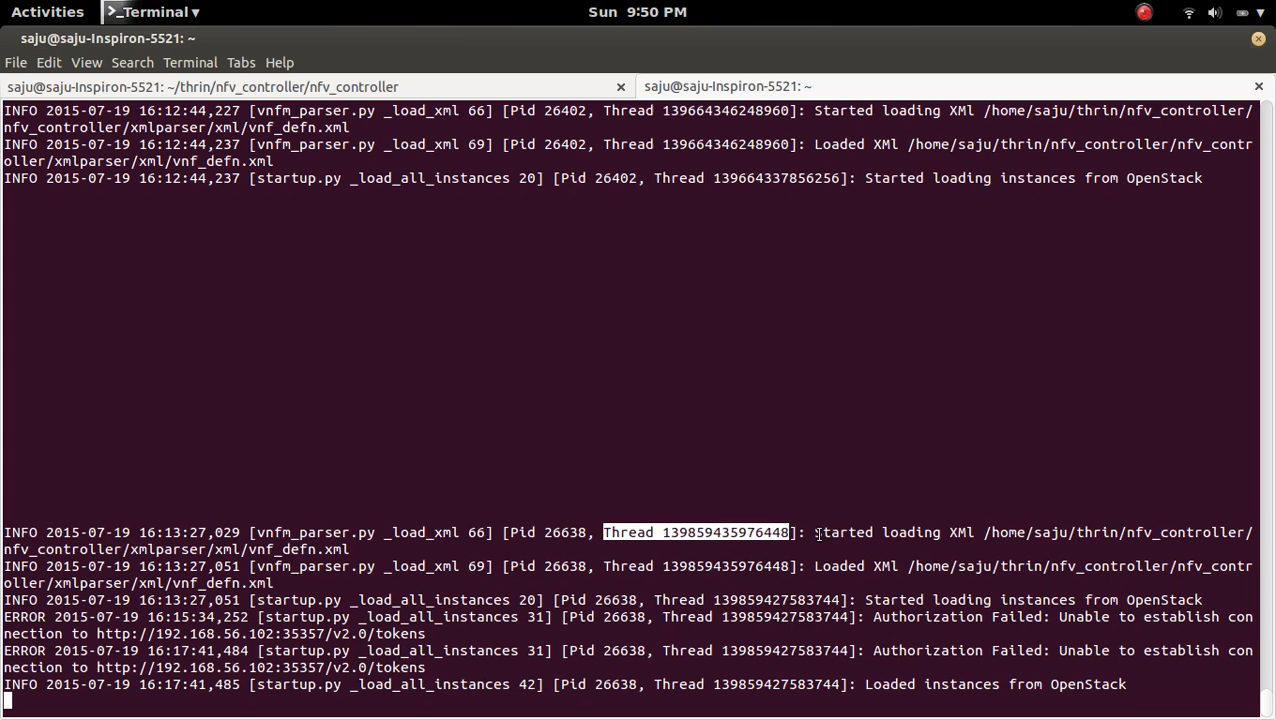 Activities >_Terminal ▾ Sun 9:50 PM ▾
saju@saju-Inspiron-5521: ~
File Edit View Search Terminal Tabs Help
saju@saju-Inspiron-5521: ~/thrin/nfv_controller/nfv_controller × saju@saju-Inspiron-5521: ~ ×
INFO 2015-07-19 16:12:44,227 [vnfm_parser.py _load_xml 66] [Pid 26402, Thread 139664346248960]: Started loading XMl /home/saju/thrin/nfv_controller/
nfv_controller/xmlparser/xml/vnf_defn.xml
INFO 2015-07-19 16:12:44,237 [vnfm_parser.py _load_xml 69] [Pid 26402, Thread 139664346248960]: Loaded XMl /home/saju/thrin/nfv_controller/nfv_contr
oller/xmlparser/xml/vnf_defn.xml
INFO 2015-07-19 16:12:44,237 [startup.py _load_all_instances 20] [Pid 26402, Thread 139664337856256]: Started loading instances from OpenStack
INFO 2015-07-19 16:13:27,029 [vnfm_parser.py _load_xml 66] [Pid 26638, Thread 139859435976448]: Started loading XMl /home/saju/thrin/nfv_controller/
nfv_controller/xmlparser/xml/vnf_defn.xml
INFO 2015-07-19 16:13:27,051 [vnfm_parser.py _load_xml 69] [Pid 26638, Thread 139859435976448]: Loaded XMl /home/saju/thrin/nfv_controller/nfv_contr
oller/xmlparser/xml/vnf_defn.xml
INFO 2015-07-19 16:13:27,051 [startup.py _load_all_instances 20] [Pid 26638, Thread 139859427583744]: Started loading instances from OpenStack
ERROR 2015-07-19 16:15:34,252 [startup.py _load_all_instances 31] [Pid 26638, Thread 139859427583744]: Authorization Failed: Unable to establish con
nection to http://192.168.56.102:35357/v2.0/tokens
ERROR 2015-07-19 16:17:41,484 [startup.py _load_all_instances 31] [Pid 26638, Thread 139859427583744]: Authorization Failed: Unable to establish con
nection to http://192.168.56.102:35357/v2.0/tokens
INFO 2015-07-19 16:17:41,485 [startup.py _load_all_instances 42] [Pid 26638, Thread 139859427583744]: Loaded instances from OpenStack